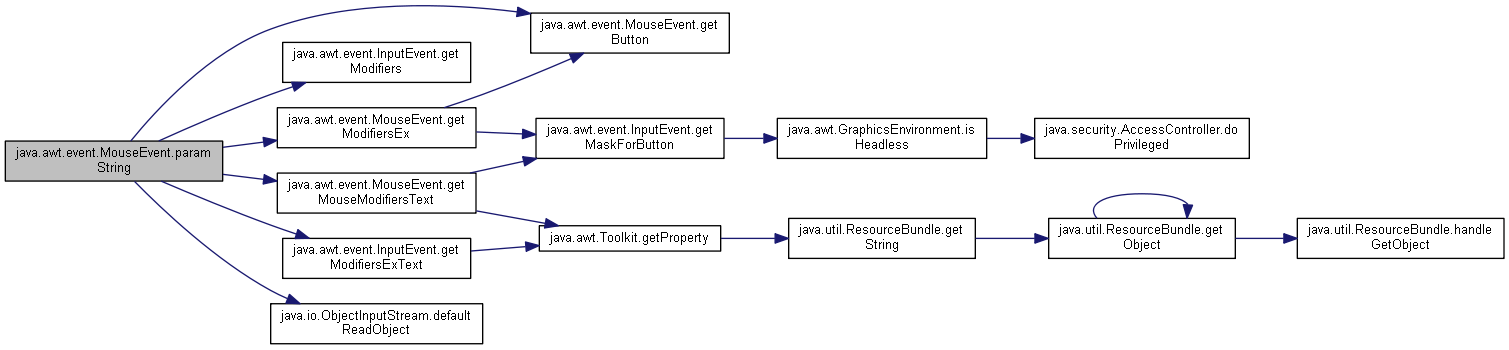 java.awt.event.MouseEvent.param
String
java.awt.event.MouseEvent.get
Button
java.awt.event.InputEvent.get
Modifiers
java.awt.event.MouseEvent.get
ModifiersEx
java.awt.event.MouseEvent.get
MouseModifiersText
java.awt.event.InputEvent.get
ModifiersExText
java.io.ObjectInputStream.default
ReadObject
java.awt.event.InputEvent.get
MaskForButton
java.awt.Toolkit.getProperty
java.awt.GraphicsEnvironment.is
Headless
java.util.ResourceBundle.get
String
java.security.AccessController.do
Privileged
java.util.ResourceBundle.get
Object
java.util.ResourceBundle.handle
GetObject